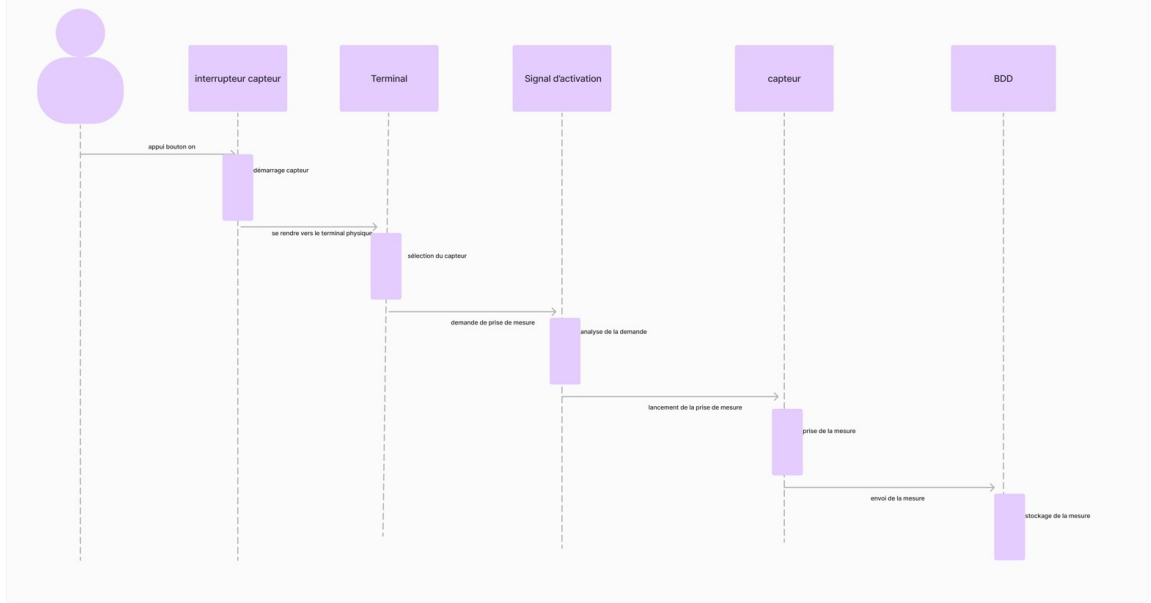 interrupteur capteur
Terminal
Signal d'activation
capteur
BDD
appui bouton on
démarrage capteur
se rendre vers le terminal physique
sélection du capteur
demande de prise de mesure
analyse de la demande
lancement de la prise de mesure
prise de la mesure
envoi de la mesure
stockage de la mesure